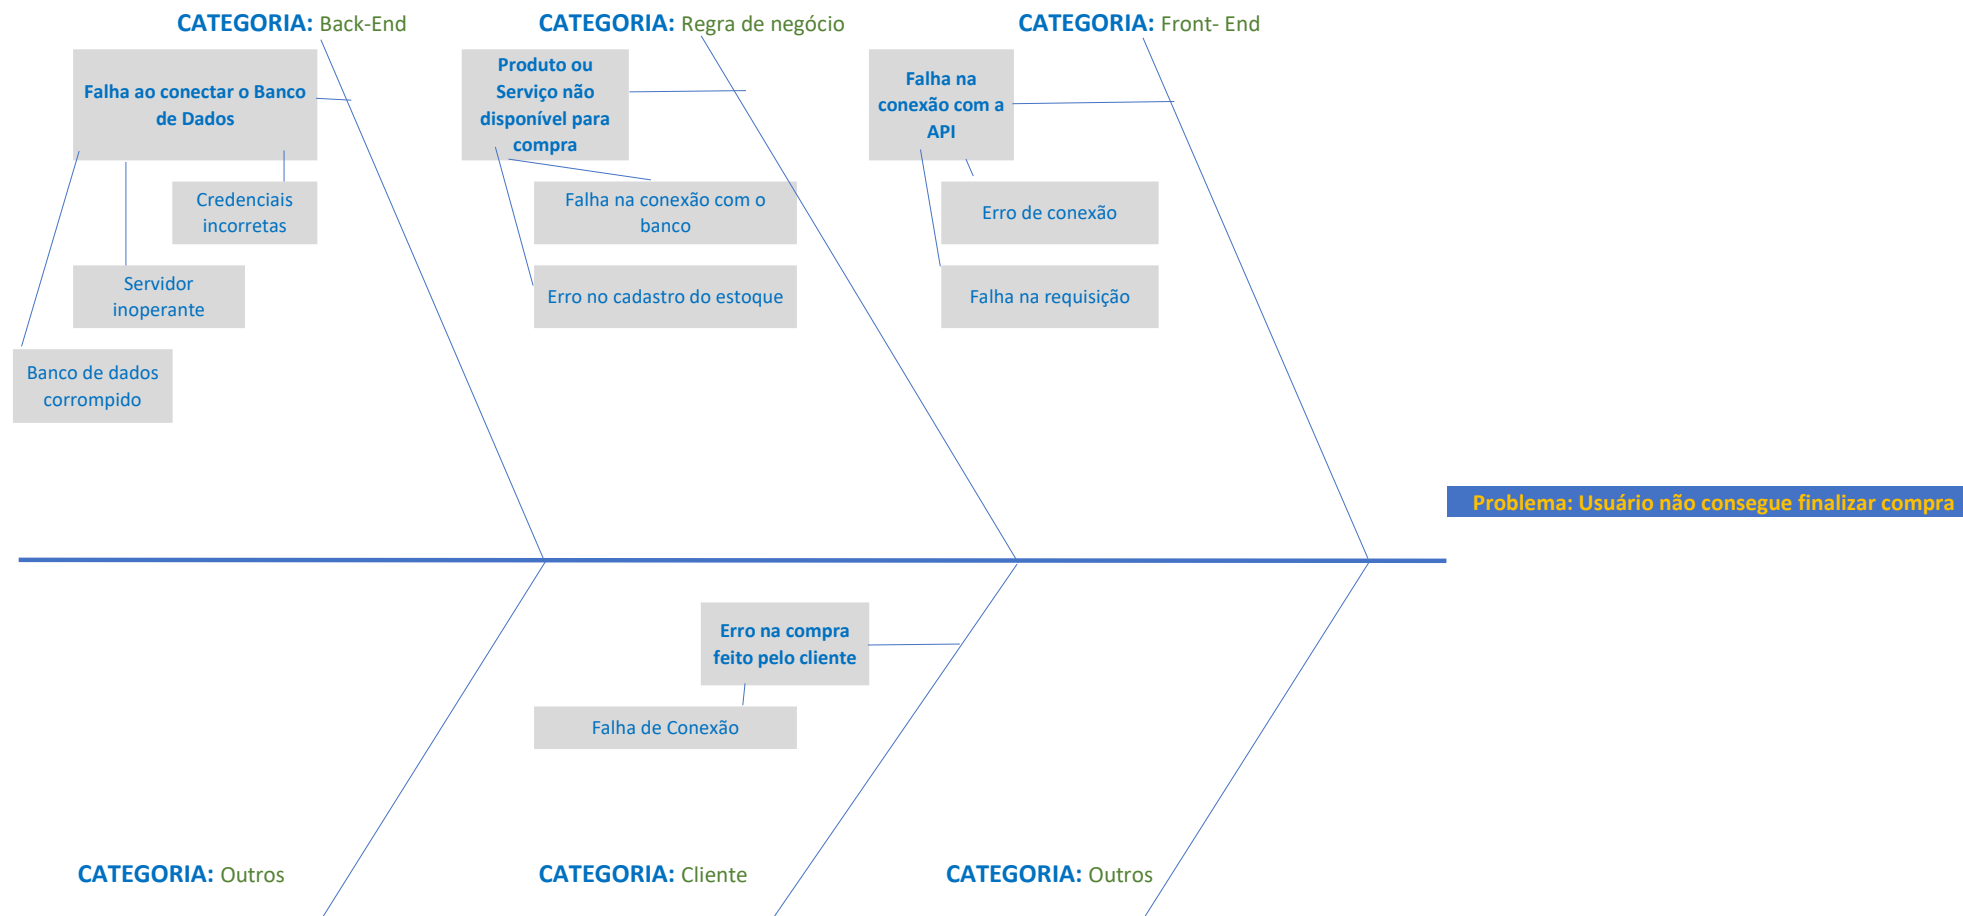 CATEGORIA: Back-End
CATEGORIA: Regra de negócio
CATEGORIA: Front- End
Falha ao conectar o Banco
de Dados
Produto ou
Serviço não
disponível para
compra
Falha na
conexão com a
API
Credenciais
incorretas
Falha na conexão com o
banco
Erro de conexão
Servidor
inoperante
Erro no cadastro do estoque
Falha na requisição
Banco de dados
corrompido
Problema: Usuário não consegue finalizar compra
Erro na compra
feito pelo cliente
Falha de Conexão
CATEGORIA: Outros
CATEGORIA: Cliente
CATEGORIA: Outros